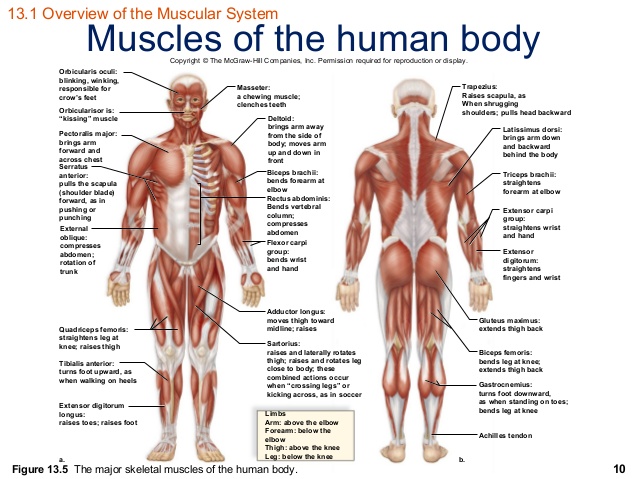 13.1 Overview of the Muscular System
Muscles of the human body
Copyright © The McGraw-Hill Companies, Inc. Permission required for reproduction or display.
Orbicularis oculi:
blinking, winking,
responsible for
crow's feet
Orbicularisor is:
"kissing" muscle
Pectoralis major:
brings arm
forward and
across chest
Serratus
anterior:
pulls the scapula
(shoulder blade)
forward, as in
pushing or
punching
External
oblique:
compresses
abdomen;
rotation of
trunk
Quadriceps femoris:
straightens leg at
knee; raises thigh
Tibialis anterior:
turns foot upward, as
when walking on heels
Extensor digitorum
longus:
raises toes; raises foot
a.
Masseter:
a chewing muscle;
clenches teeth
Deltoid:
brings arm away
from the side of
body; moves arm
up and down in
front
Biceps brachii:
bends forearm at
elbow
Rectus abdominis:
Bends vertebral
column;
compresses
abdomen
Flexor carpi
group:
bends wrist
and hand
Adductor longus:
moves thigh toward
midline; raises
Sartorius:
raises and laterally rotates
thigh; raises and rotates leg
close to body; these
combined actions occur
when "crossing legs" or
kicking across, as in soccer
Limbs
Arm: above the elbow
Forearm: below the
elbow
Thigh: above the knee
Leg: below the knee
Trapezius:
Raises scapula, as
When shrugging
shoulders; pulls head backward
Latissimus dorsi:
brings arm down
and backward
behind the body
Triceps brachii:
straightens
forearm at elbow
Extensor carpi
group:
straightens wrist
and hand
Extensor
digitorum:
straightens
fingers and wrist
Gluteus maximus:
extends thigh back
Biceps femoris:
bends leg at knee;
extends thigh back
Gastrocnemius:
turns foot downward,
as when standing on toes;
bends leg at knee
Achilles tendon
b.
Figure 13.5 The major skeletal muscles of the human body.
10